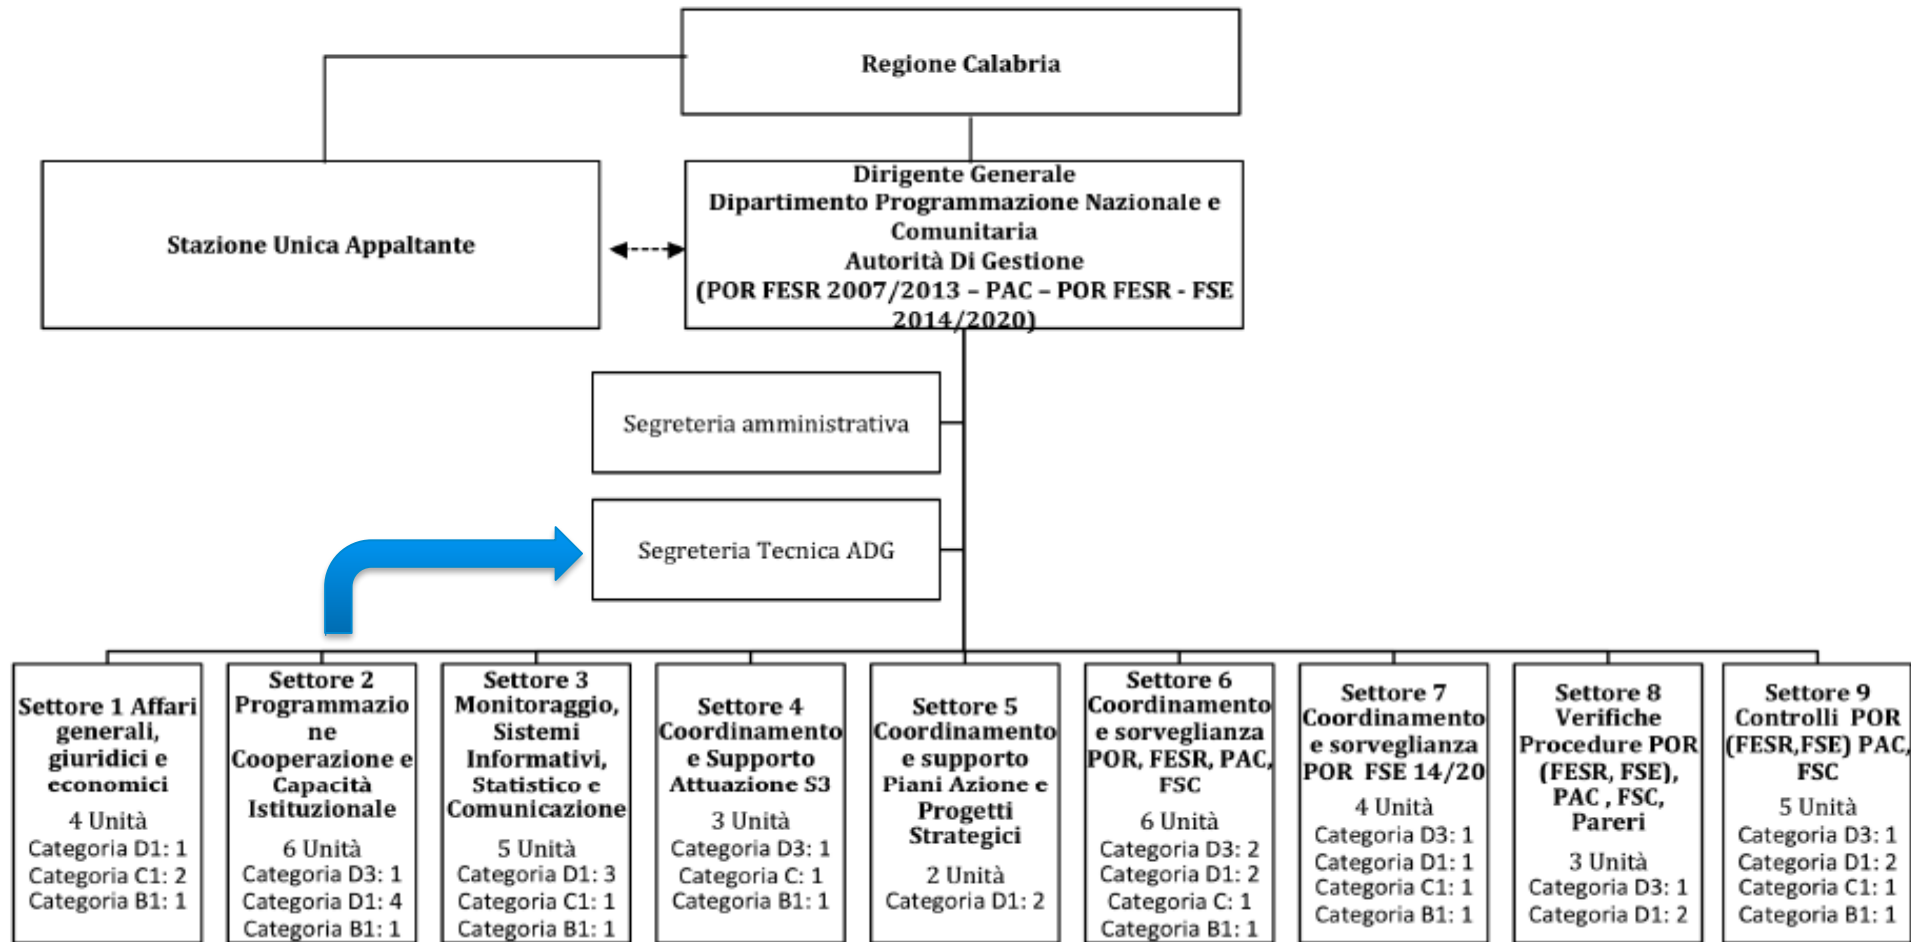 Regione Calabria
Stazione Unica Appaltante
Dirigente Generale
Dipartimento Programmazione Nazionale e
Comunitaria
Autorità Di Gestione
(POR FESR 2007/2013 – PAC – POR FESR - FSE
2014/2020)
Segreteria amministrativa
Segreteria Tecnica ADG
Settore 1 Affari
generali,
giuridici e
economici
4 Unità
Categoria D1: 1
Categoria C1: 2
Categoria B1: 1
Settore 2
Programmazio
ne
Cooperazione e
Capacità
Istituzionale
6 Unità
Categoria D3: 1
Categoria D1: 4
Categoria B1: 1
Settore 3
Monitoraggio,
Sistemi
Informativi,
Statistico e
Comunicazione
5 Unità
Categoria D1: 3
Categoria C1: 1
Categoria B1: 1
Settore 4
Coordinamento
e Supporto
Attuazione S3
3 Unità
Categoria D3: 1
Categoria C: 1
Categoria B1: 1
Settore 5
Coordinamento
e supporto
Piani Azione e
Progetti
Strategici
2 Unità
Categoria D1: 2
Settore 6
Coordinamento
e sorveglianza
POR, FESR, PAC,
FSC
6 Unità
Categoria D3: 2
Categoria D1: 2
Categoria C: 1
Categoria B1: 1
Settore 7
Coordinamento
e sorveglianza
POR FSE 14/20
4 Unità
Categoria D3: 1
Categoria D1: 1
Categoria C1: 1
Categoria B1: 1
Settore 8
Verifiche
Procedure POR
(FESR, FSE),
PAC , FSC,
Pareri
3 Unità
Categoria D3: 1
Categoria D1: 2
Settore 9
Controlli POR
(FESR,FSE) PAC,
FSC
5 Unità
Categoria D3: 1
Categoria D1: 2
Categoria C1: 1
Categoria B1: 1